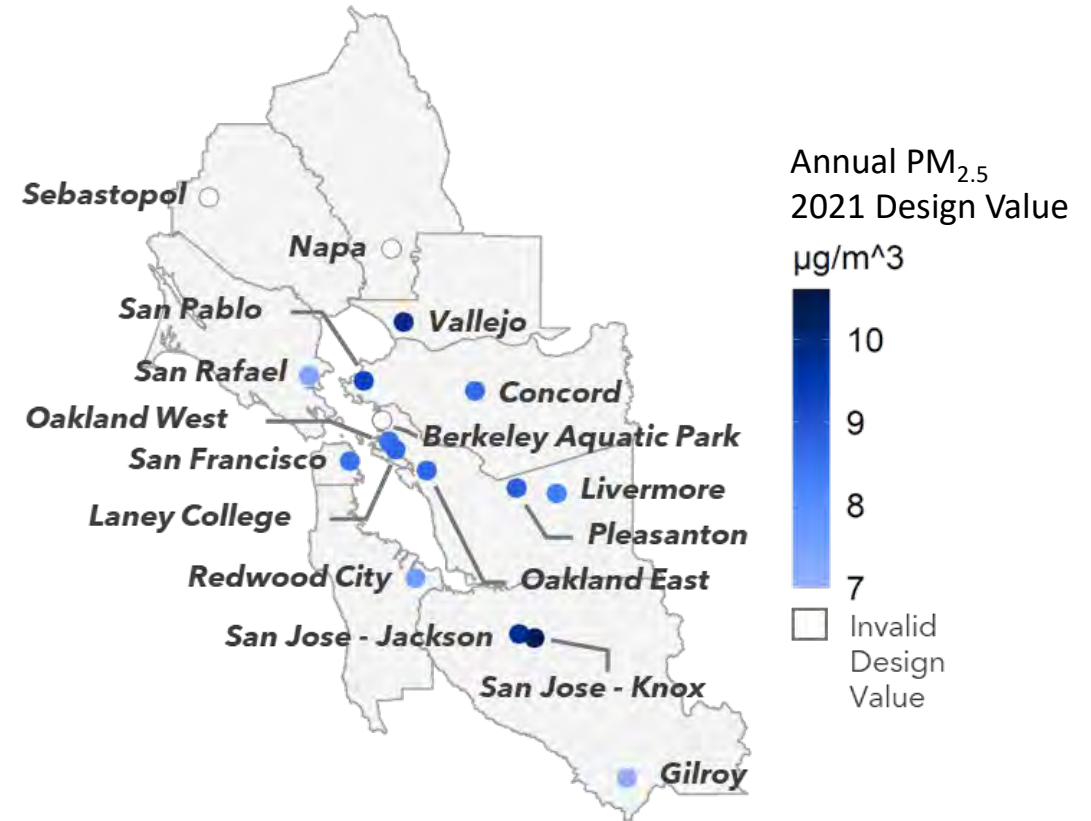 Sebastopol
Napa
San Pablo
Vallejo
San Rafael
Concord
Oakland West
Berkeley Aquatic Park
San Francisco
Livermore
Laney College
Pleasanton
Redwood City
Oakland East
San Jose - Jackson
San Jose - Knox
Gilroy
Annual PM2.5
2021 Design Value
µg/m^3
10
9
8
7
Invalid
Design
Value